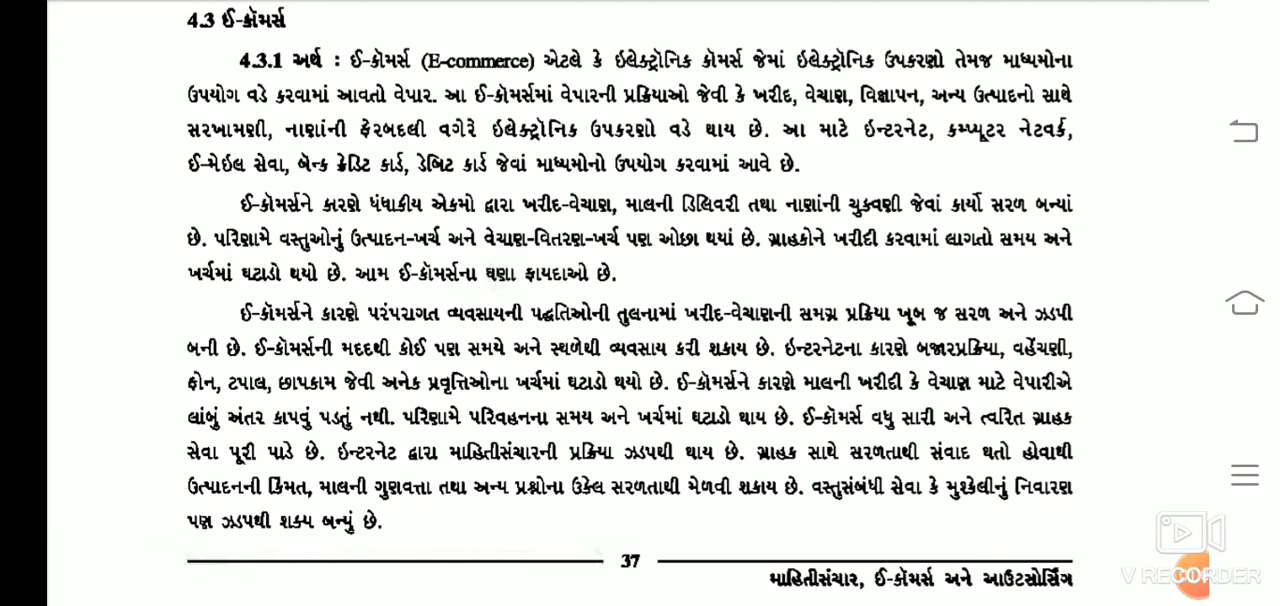 4.3 ઈ-કૉમર્સ
4.3.1 અર્થ : ઈ-કૉમર્સ (E-commerce) એટલે કે ઇલેક્ટ્રૉનિક કૉમર્સ જેમાં ઇલેક્ટ્રૉનિક ઉપકરણો તેમજ માધ્યમોના
ઉપયોગ વડે કરવામાં આવતો વેપાર. આ ઈ-કૉમર્સમાં વેપારની પ્રક્રિયાઓ જેવી કે ખરીદ, વેચાણ, વિજ્ઞાપન, અન્ય ઉત્પાદનો સાથે
સરખામણી, નાણાંની ફેરબદલી વગેરે ઇલેક્ટ્રૉનિક ઉપકરણો વડે થાય છે. આ માટે ઇન્ટરનેટ, કમ્પ્યૂટર નેટવર્ક,
ઈ-મેઇલ સેવા, બૅન્ક ક્રેડિટ કાર્ડ, ડેબિટ કાર્ડ જેવાં માધ્યમોનો ઉપયોગ કરવામાં આવે છે.
ઈ-કૉમર્સને કારણે ધંધાકીય એકમો દ્વારા ખરીદ-વેચાણ, માલની ડિલિવરી તથા નાણાંની ચુકવણી જેવાં કાર્યો સરળ બન્યાં
છે. પરિણામે વસ્તુઓનું ઉત્પાદન-ખર્ચ અને વેચાણ-વિતરણ-ખર્ચ પણ ઓછા થયાં છે. ગ્રાહકોને ખરીદી કરવામાં લાગતો સમય અને
ખર્ચમાં ઘટાડો થયો છે. આમ ઈ-કૉમર્સના ઘણા ફાયદાઓ છે.
ઈ-કૉમર્સને કારણે પરંપરાગત વ્યવસાયની પદ્ધતિઓની તુલનામાં ખરીદ-વેચાણની સમગ્ર પ્રક્રિયા ખૂબ જ સરળ અને ઝડપી
બની છે. ઈ-કૉમર્સની મદદથી કોઈ પણ સમયે અને સ્થળેથી વ્યવસાય કરી શકાય છે. ઇન્ટરનેટના કારણે બજારપ્રક્રિયા, વહેંચણી,
ફોન, ટપાલ, છાપકામ જેવી અનેક પ્રવૃત્તિઓના ખર્ચમાં ઘટાડો થયો છે. ઈ-કૉમર્સને કારણે માલની ખરીદી કે વેચાણ માટે વેપારીએ
લાંબું અંતર કાપવું પડતું નથી. પરિણામે પરિવહનના સમય અને ખર્ચમાં ઘટાડો થાય છે. ઈ-કૉમર્સ વધુ સારી અને ત્વરિત ગ્રાહક
સેવા પૂરી પાડે છે. ઇન્ટરનેટ દ્વારા માહિતીસંચારની પ્રક્રિયા ઝડપથી થાય છે. ગ્રાહક સાથે સરળતાથી સંવાદ થતો હોવાથી
ઉત્પાદનની કિંમત, માલની ગુણવત્તા તથા અન્ય પ્રશ્નોના ઉકેલ સરળતાથી મેળવી શકાય છે. વસ્તુસંબંધી સેવા કે મુશ્કેલીનું નિવારણ
પણ ઝડપથી શક્ય બન્યું છે.
37
માહિતીસંચાર, ઈ-કૉમર્સ અને આઉટસોર્સિંગ
V RECORDER